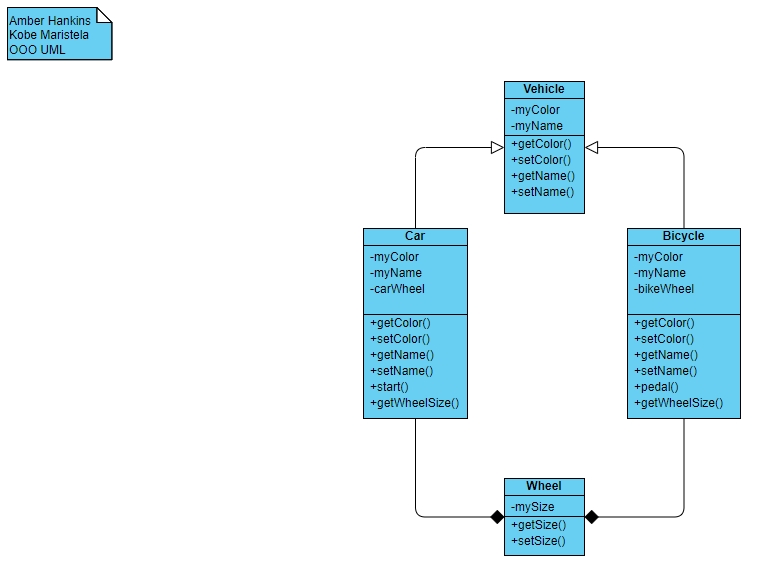 Amber Hankins
Kobe Maristela
OOO UML
Vehicle
-myColor
-myName
+getColor()
+setColor()
+getName()
+setName()
Car
-myColor
-myName
-carWheel
+getColor()
+setColor()
+getName()
+setName()
+start()
+getWheelSize()
Bicycle
-myColor
-myName
-bikeWheel
+getColor()
+setColor()
+getName()
+setName()
+pedal()
+getWheelSize()
Wheel
-mySize
+getSize()
+setSize()